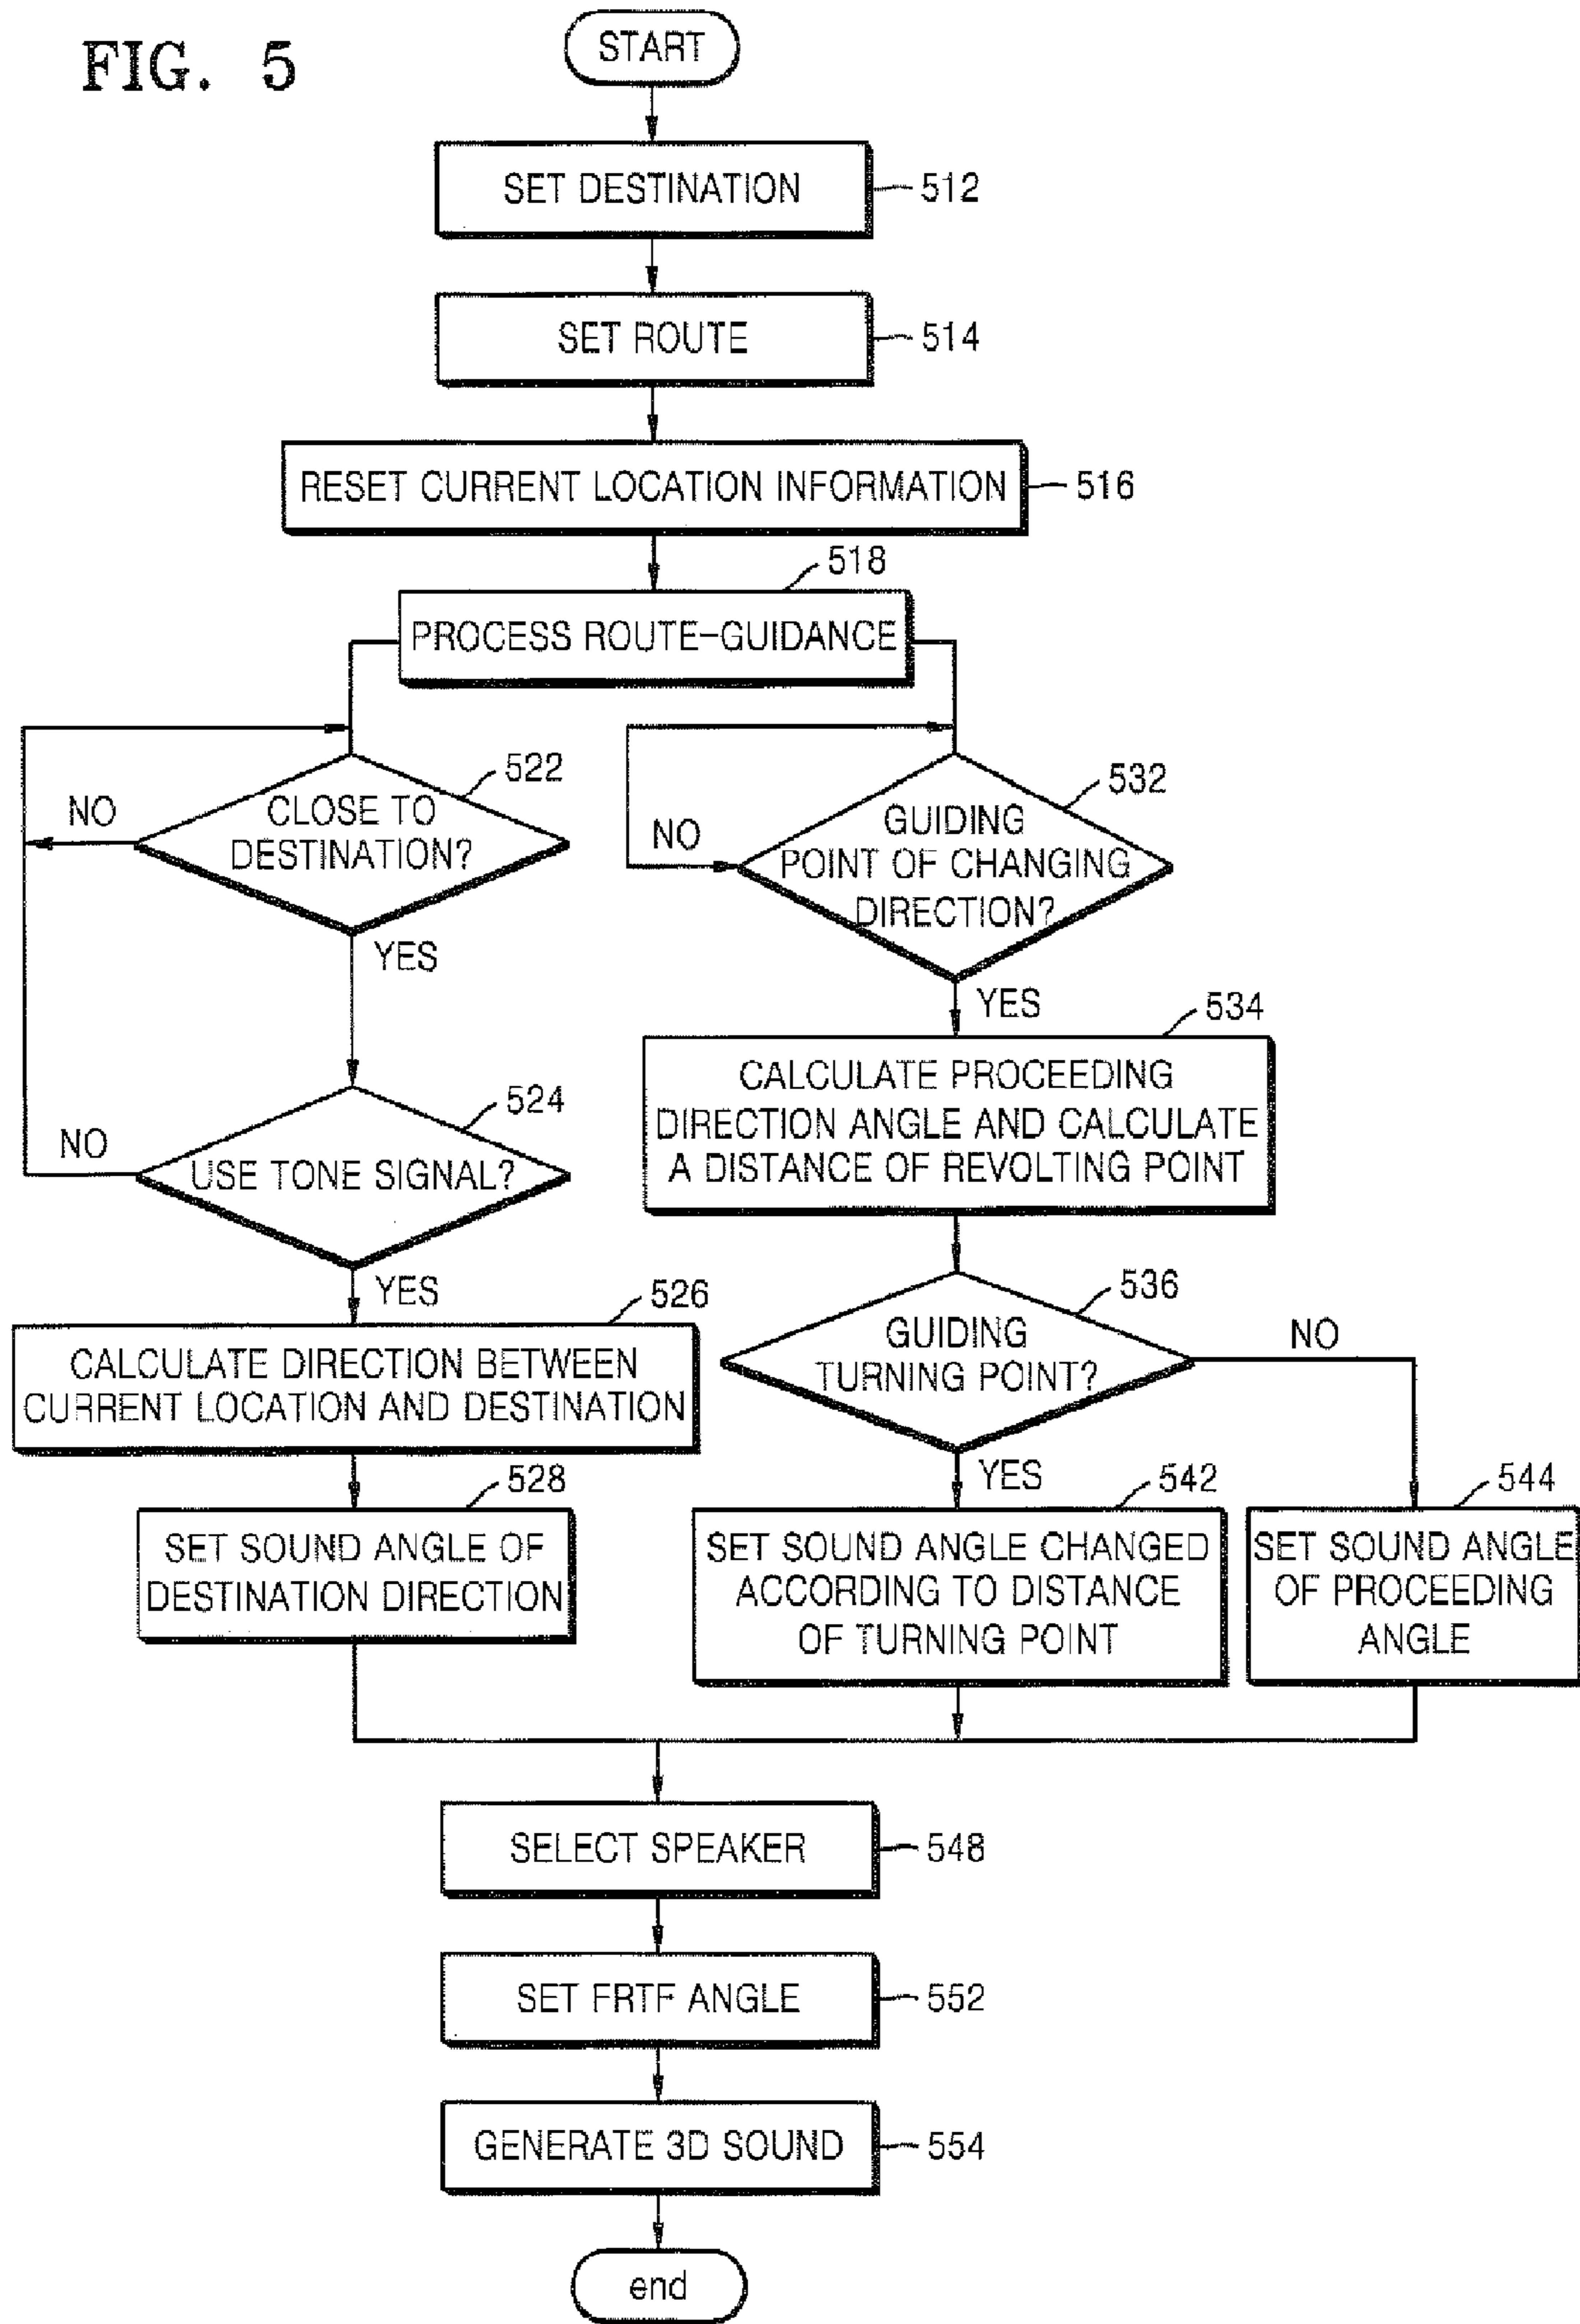 FIG. 5
START
SET DESTINATION
512
SET ROUTE
514
RESET CURRENT LOCATION INFORMATION
516
518
PROCESS ROUTE-GUIDANCE
522
CLOSE TO
DESTINATION?
NO
YES
524
USE TONE SIGNAL?
NO
YES
526
CALCULATE DIRECTION BETWEEN
CURRENT LOCATION AND DESTINATION
528
SET SOUND ANGLE OF
DESTINATION DIRECTION
532
GUIDING
POINT OF CHANGING
DIRECTION?
NO
YES
534
CALCULATE PROCEEDING
DIRECTION ANGLE AND CALCULATE
A DISTANCE OF REVOLTING POINT
536
GUIDING
TURNING POINT?
NO
YES
542
SET SOUND ANGLE CHANGED
ACCORDING TO DISTANCE
OF TURNING POINT
544
SET SOUND ANGLE
OF PROCEEDING
ANGLE
SELECT SPEAKER
548
SET FRTF ANGLE
552
GENERATE 3D SOUND
554
end